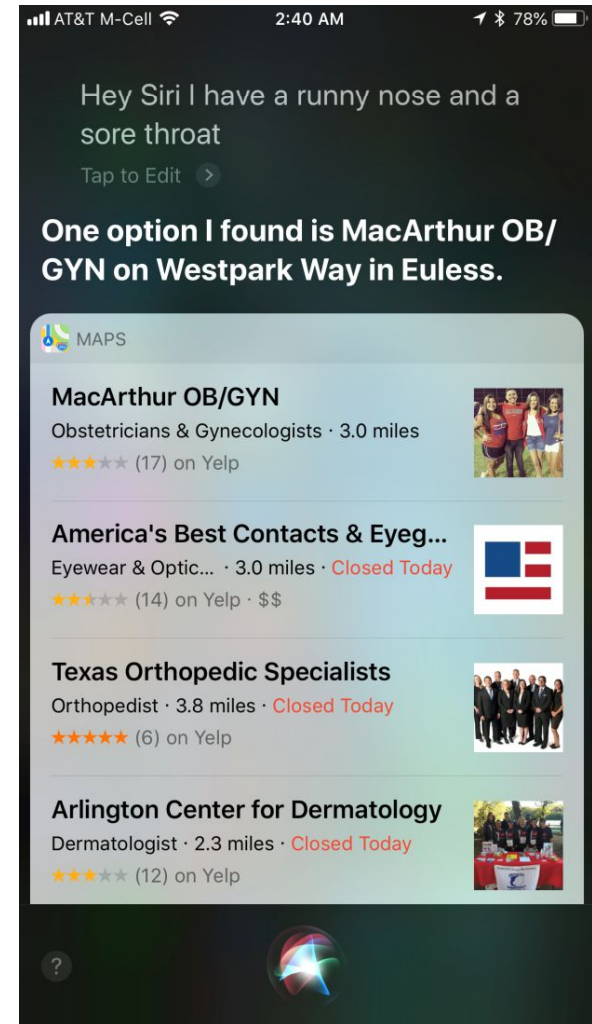 AT&T M-Cell 2:40 AM 78%
Hey Siri I have a runny nose and a
sore throat
Tap to Edit >
One option I found is MacArthur OB/
GYN on Westpark Way in Euless.
MAPS
MacArthur OB/GYN
Obstetricians & Gynecologists · 3.0 miles
★★★★★ (17) on Yelp
America's Best Contacts & Eyeg...
Eyewear & Optic... · 3.0 miles · Closed Today
★★★★★ (14) on Yelp · $$
Texas Orthopedic Specialists
Orthopedist · 3.8 miles · Closed Today
★★★★★ (6) on Yelp
Arlington Center for Dermatology
Dermatologist · 2.3 miles · Closed Today
★★★★★ (12) on Yelp
?